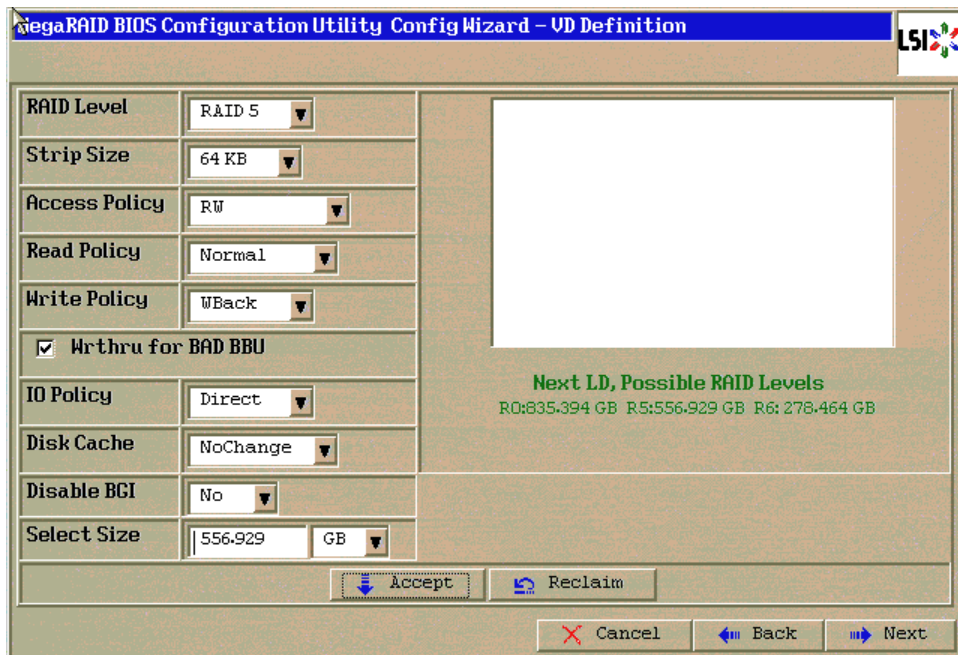 MegaRAID BIOS Configuration Utility Config Wizard - VD Definition
LSI
RAID Level RAID 5
Strip Size 64 KB
Access Policy RW
Read Policy Normal
Write Policy WBack
Wrthru for BAD BBU
IO Policy Direct
Disk Cache NoChange
Disable BGI No
Select Size 556.929 GB
Next LD, Possible RAID Levels
R0:835.394 GB R5:556.929 GB R6: 278.464 GB
Accept Reclaim
Cancel Back Next